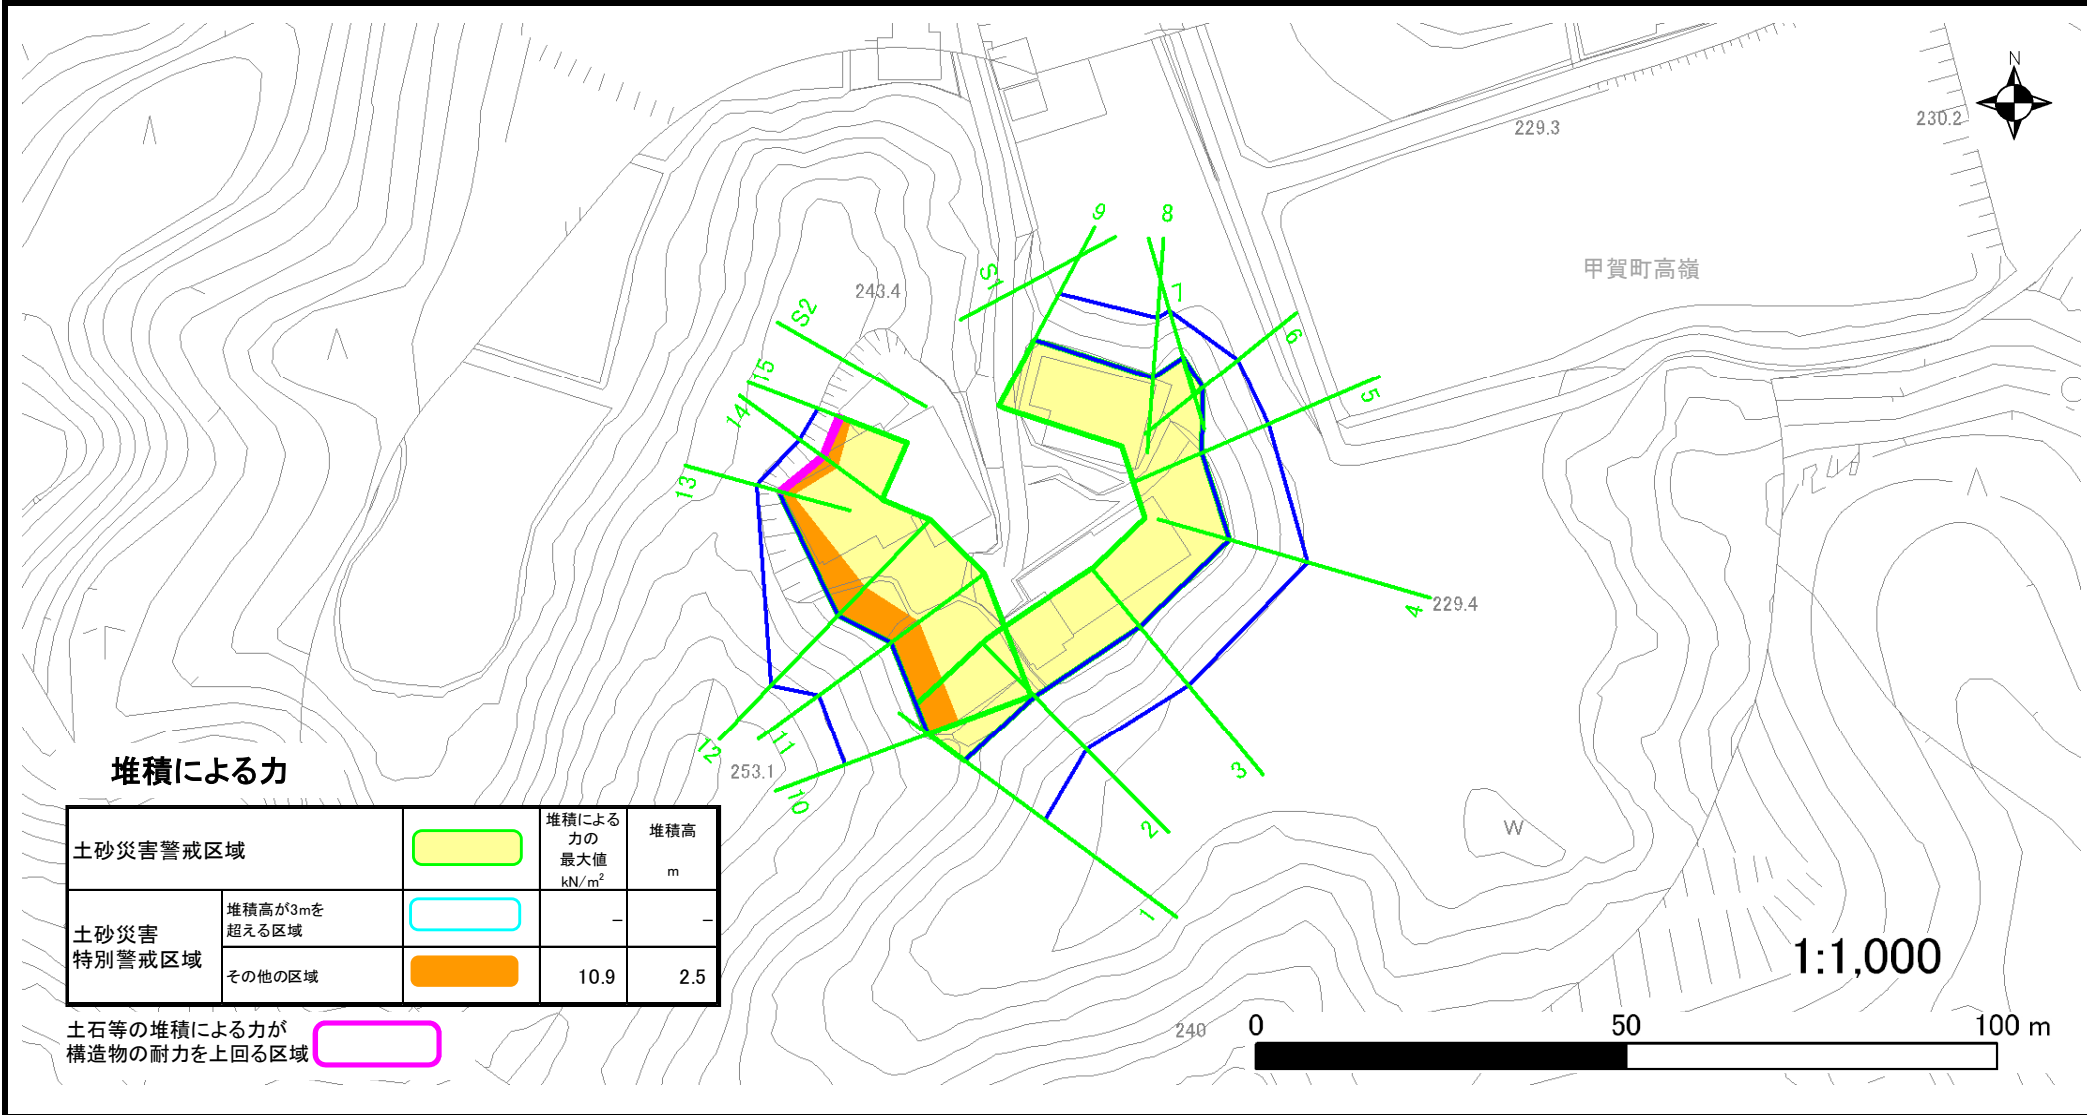 N
230.2
229.3
甲賀町高嶺
9
8
S1
7
243.4
S2
6
15
5
14
13
4
229.4
12
11
3
253.1
10
2
W
1
堆積による力
土砂災害警戒区域
堆積による
力の
最大値
kN/m²
堆積高
m
土砂災害
特別警戒区域
堆積高が3mを
超える区域
-
-
その他の区域
10.9
2.5
土石等の堆積による力が
構造物の耐力を上回る区域
1:1,000
240
0
50
100 m